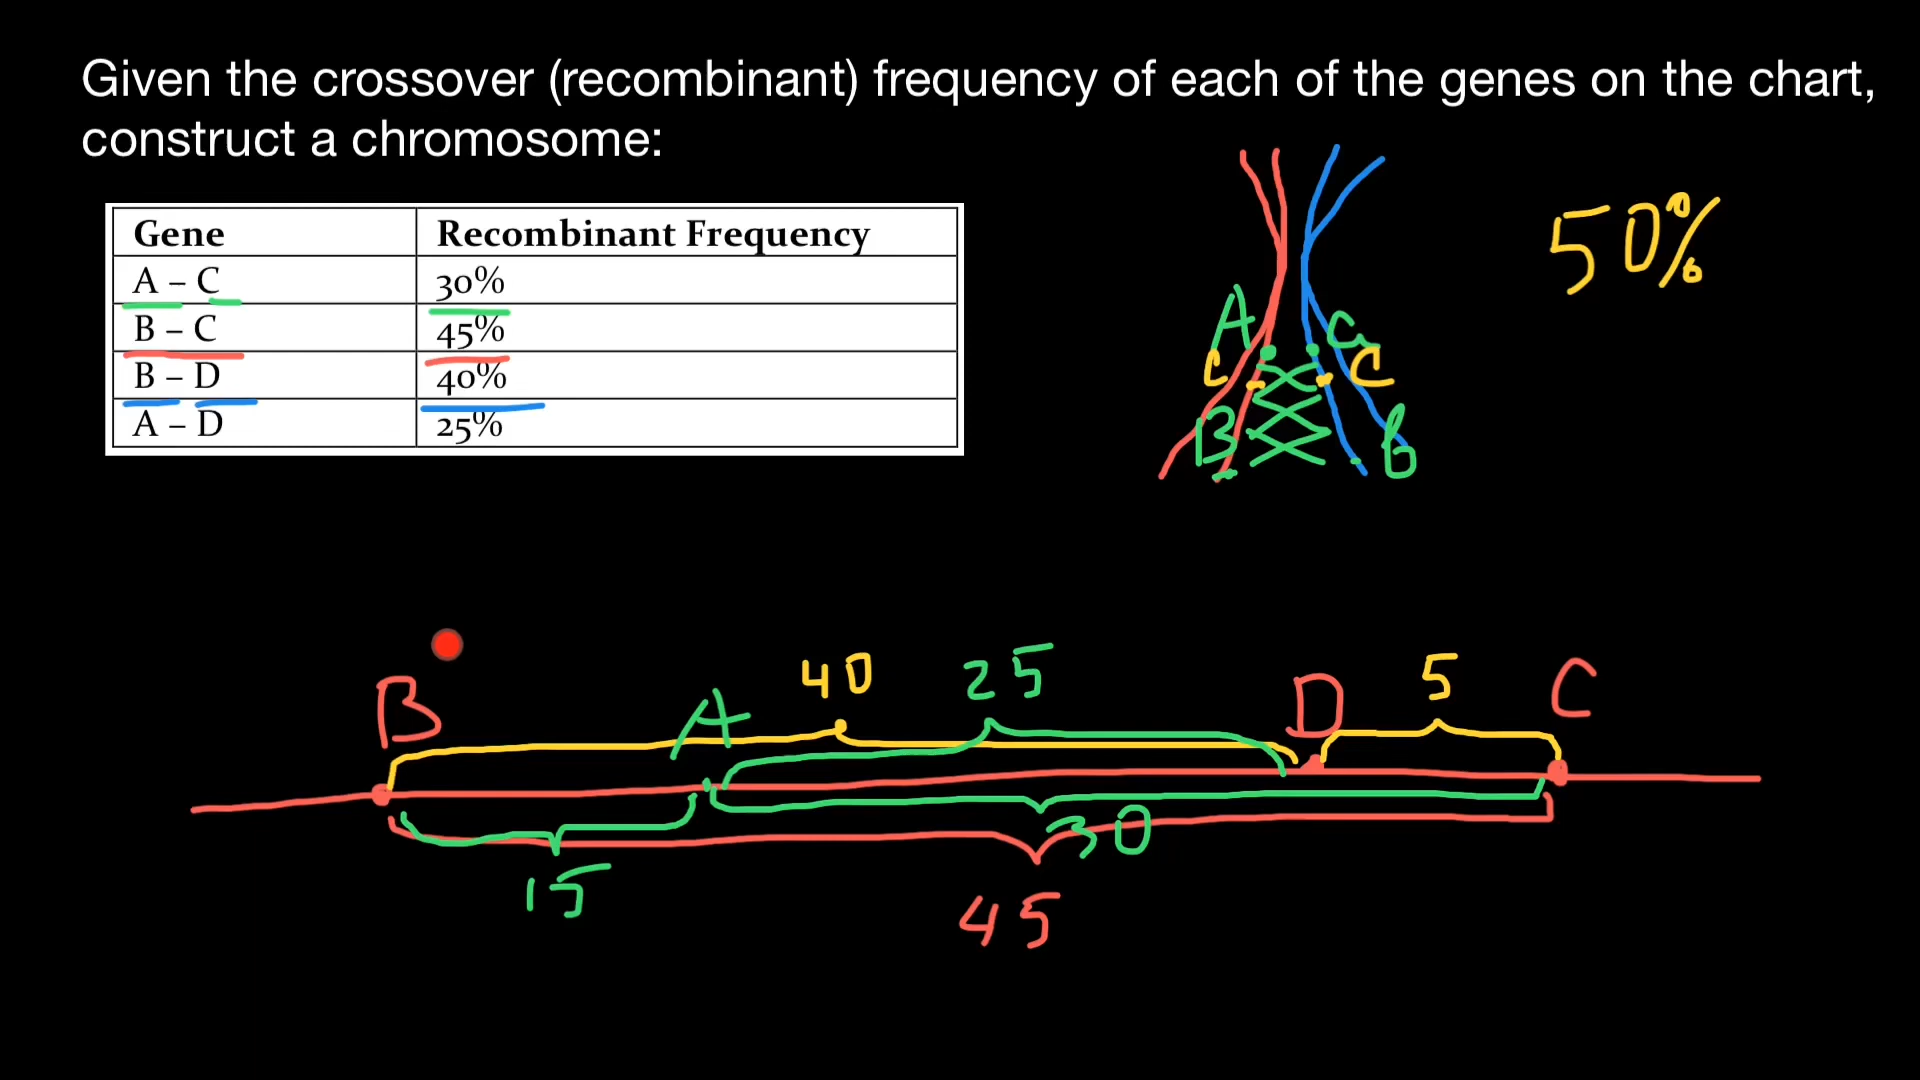 Given the crossover (recombinant) frequency of each of the genes on the chart,
construct a chromosome:
Gene Recombinant Frequency
A – C 30%
B – C 45%
B – D 40%
A – D 25%
50%
A C
C C
B B
40 25 5
B A D C
30
15
45